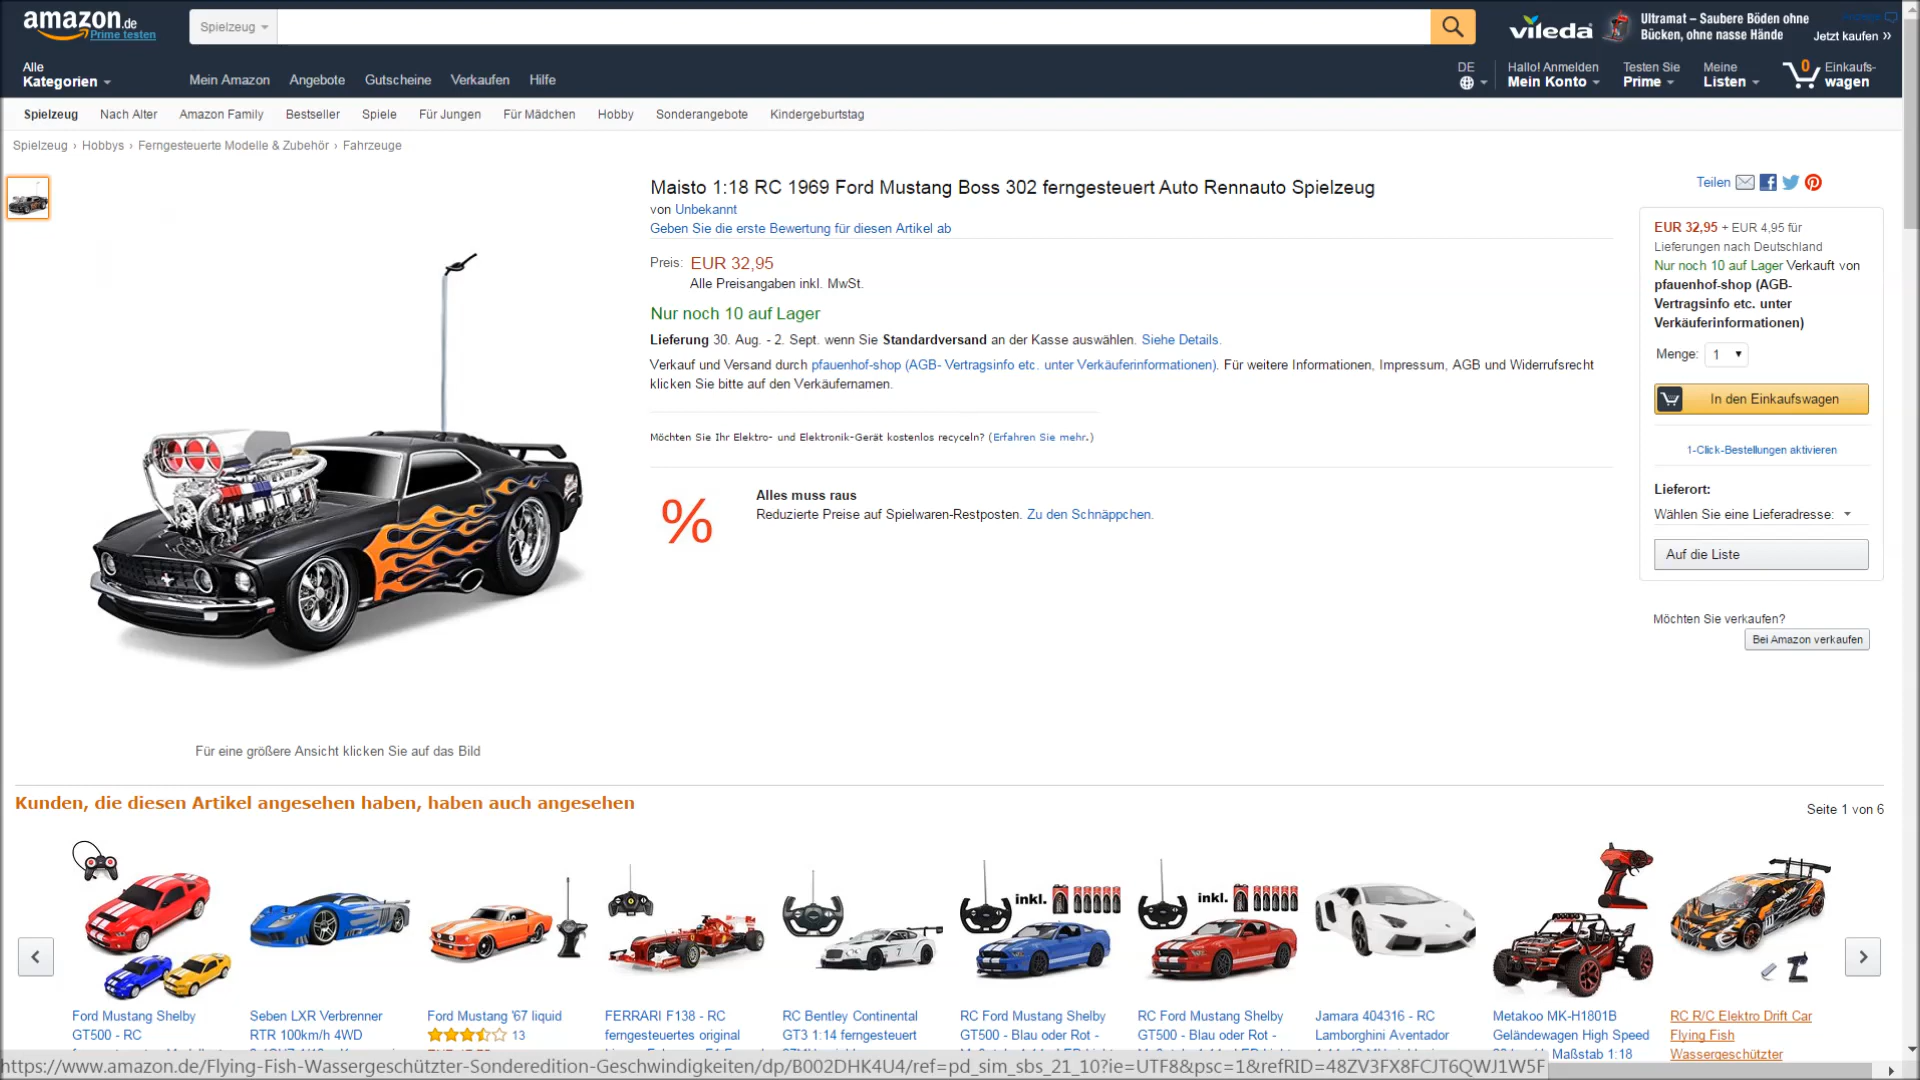 amazon.de
Prime testen
Spielzeug
vileda
Ultramat – Saubere Böden ohne
Bücken, ohne nasse Hände
Jetzt kaufen »
Alle
Kategorien
Mein Amazon Angebote Gutscheine Verkaufen Hilfe
DE
Hallo! Anmelden
Mein Konto
Testen Sie
Prime
Meine
Listen
0
Einkaufs-
wagen
Spielzeug Nach Alter Amazon Family Bestseller Spiele Für Jungen Für Mädchen Hobby Sonderangebote Kindergeburtstag
Spielzeug › Hobbys › Ferngesteuerte Modelle & Zubehör › Fahrzeuge
Maisto 1:18 RC 1969 Ford Mustang Boss 302 ferngesteuert Auto Rennauto Spielzeug
von Unbekannt
Geben Sie die erste Bewertung für diesen Artikel ab
Preis: EUR 32,95
Alle Preisangaben inkl. MwSt.
Nur noch 10 auf Lager
Lieferung 30. Aug. - 2. Sept. wenn Sie Standardversand an der Kasse auswählen. Siehe Details.
Verkauf und Versand durch pfauenhof-shop (AGB- Vertragsinfo etc. unter Verkäuferinformationen). Für weitere Informationen, Impressum, AGB und Widerrufsrecht
klicken Sie bitte auf den Verkäufernamen.
Möchten Sie Ihr Elektro- und Elektronik-Gerät kostenlos recyceln? (Erfahren Sie mehr.)
%
Alles muss raus
Reduzierte Preise auf Spielwaren-Restposten. Zu den Schnäppchen.
Teilen
EUR 32,95 + EUR 4,95 für
Lieferungen nach Deutschland
Nur noch 10 auf Lager Verkauft von
pfauenhof-shop (AGB-
Vertragsinfo etc. unter
Verkäuferinformationen)
Menge: 1
In den Einkaufswagen
1-Click-Bestellungen aktivieren
Lieferort:
Wählen Sie eine Lieferadresse:
Auf die Liste
Möchten Sie verkaufen?
Bei Amazon verkaufen
Für eine größere Ansicht klicken Sie auf das Bild
Kunden, die diesen Artikel angesehen haben, haben auch angesehen
Seite 1 von 6
inkl.
inkl.
Ford Mustang Shelby
GT500 - RC
Seben LXR Verbrenner
RTR 100km/h 4WD
Ford Mustang '67 liquid
13
FERRARI F138 - RC
ferngesteuertes original
RC Bentley Continental
GT3 1:14 ferngesteuert
RC Ford Mustang Shelby
GT500 - Blau oder Rot -
RC Ford Mustang Shelby
GT500 - Blau oder Rot -
Jamara 404316 - RC
Lamborghini Aventador
Metakoo MK-H1801B
Geländewagen High Speed
Maßstab 1:18
RC R/C Elektro Drift Car
Flying Fish
Wassergeschützter
https://www.amazon.de/Flying-Fish-Wassergeschützter-Sonderedition-Geschwindigkeiten/dp/B002DHK4U4/ref=pd_sim_sbs_21_10?ie=UTF8&psc=1&refRID=48ZV3FX8FCJT6QWJ1W5F